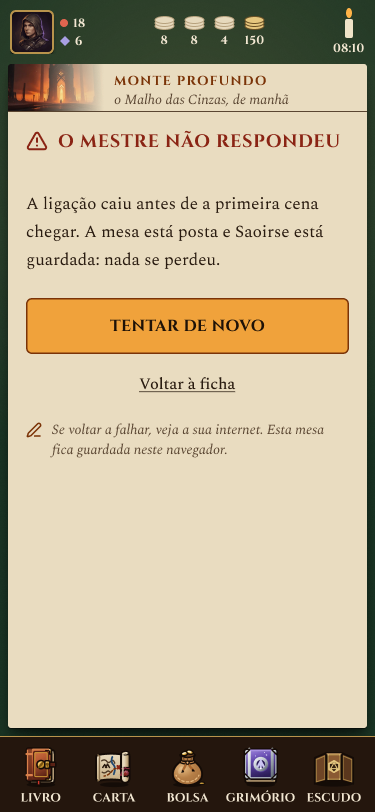 18
6
8
8
4
150
08:10
MONTE PROFUNDO
o Malho das Cinzas, de manhã
O MESTRE NÃO RESPONDEU
A ligação caiu antes de a primeira cena
chegar. A mesa está posta e Saoirse está
guardada: nada se perdeu.
TENTAR DE NOVO
Voltar à ficha
Se voltar a falhar, veja a sua internet. Esta mesa
fica guardada neste navegador.
LIVRO
CARTA
BOLSA
GRIMÓRIO
ESCUDO